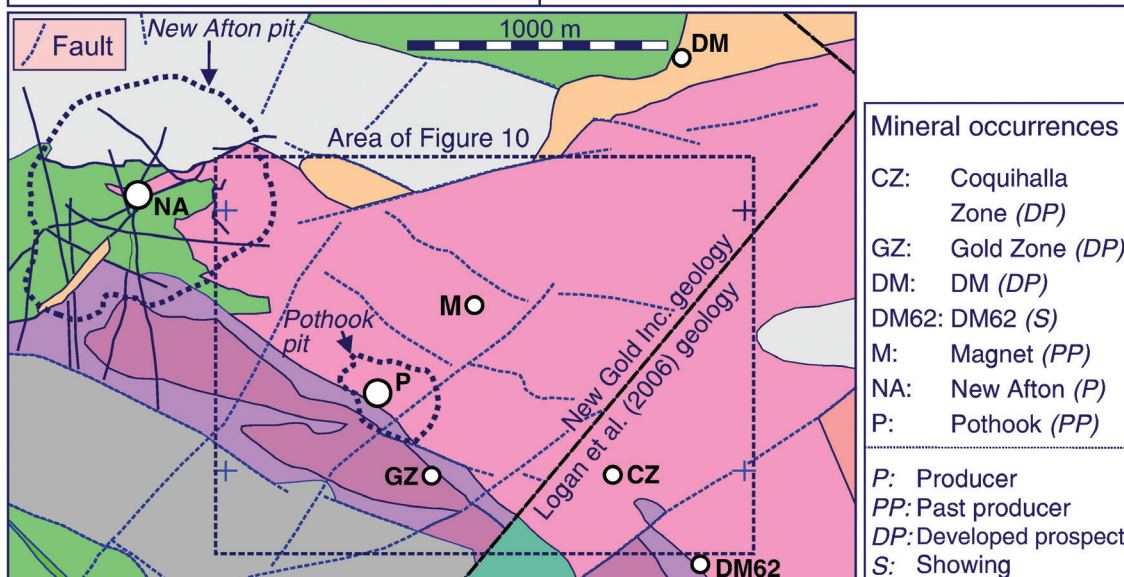 Fault
New Afton pit
1000 m
DM
Area of Figure 10
NA
M
Pothook
pit
P
New Gold Inc. geology
Logan et al. (2006) geology
GZ
CZ
DM62
Mineral occurrences
CZ: Coquihalla
Zone (DP)
GZ: Gold Zone (DP)
DM: DM (DP)
DM62: DM62 (S)
M: Magnet (PP)
NA: New Afton (P)
P: Pothook (PP)
P: Producer
PP: Past producer
DP: Developed prospect
S: Showing